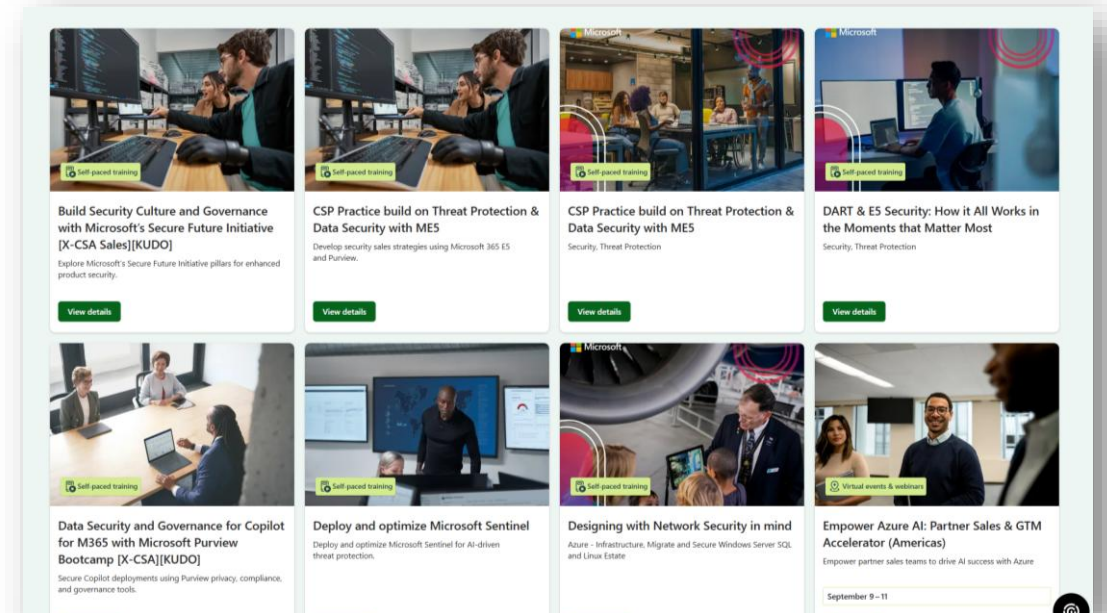 Microsoft
Microsoft
Self-paced training
Self-paced training
Self-paced training
Self-paced training
Build Security Culture and Governance
with Microsoft's Secure Future Initiative
[X-CSA Sales][KUDO]
Explore Microsoft's Secure Future Initiative pillars for enhanced
product security.
View details
CSP Practice build on Threat Protection &
Data Security with ME5
Develop security sales strategies using Microsoft 365 E5
and Purview.
View details
CSP Practice build on Threat Protection &
Data Security with ME5
Security, Threat Protection
View details
DART & E5 Security: How it All Works in
the Moments that Matter Most
Security, Threat Protection
View details
Microsoft
Self-paced training
Self-paced training
Self-paced training
Virtual events & webinars
Data Security and Governance for Copilot
for M365 with Microsoft Purview
Bootcamp [X-CSA][KUDO]
Secure Copilot deployments using Purview privacy, compliance,
and governance tools.
Deploy and optimize Microsoft Sentinel
Deploy and optimize Microsoft Sentinel for AI-driven
threat protection.
Designing with Network Security in mind
Azure - Infrastructure, Migrate and Secure Windows Server SQL
and Linux Estate
Empower Azure AI: Partner Sales & GTM
Accelerator (Americas)
Empower partner sales teams to drive AI success with Azure
September 9 – 11